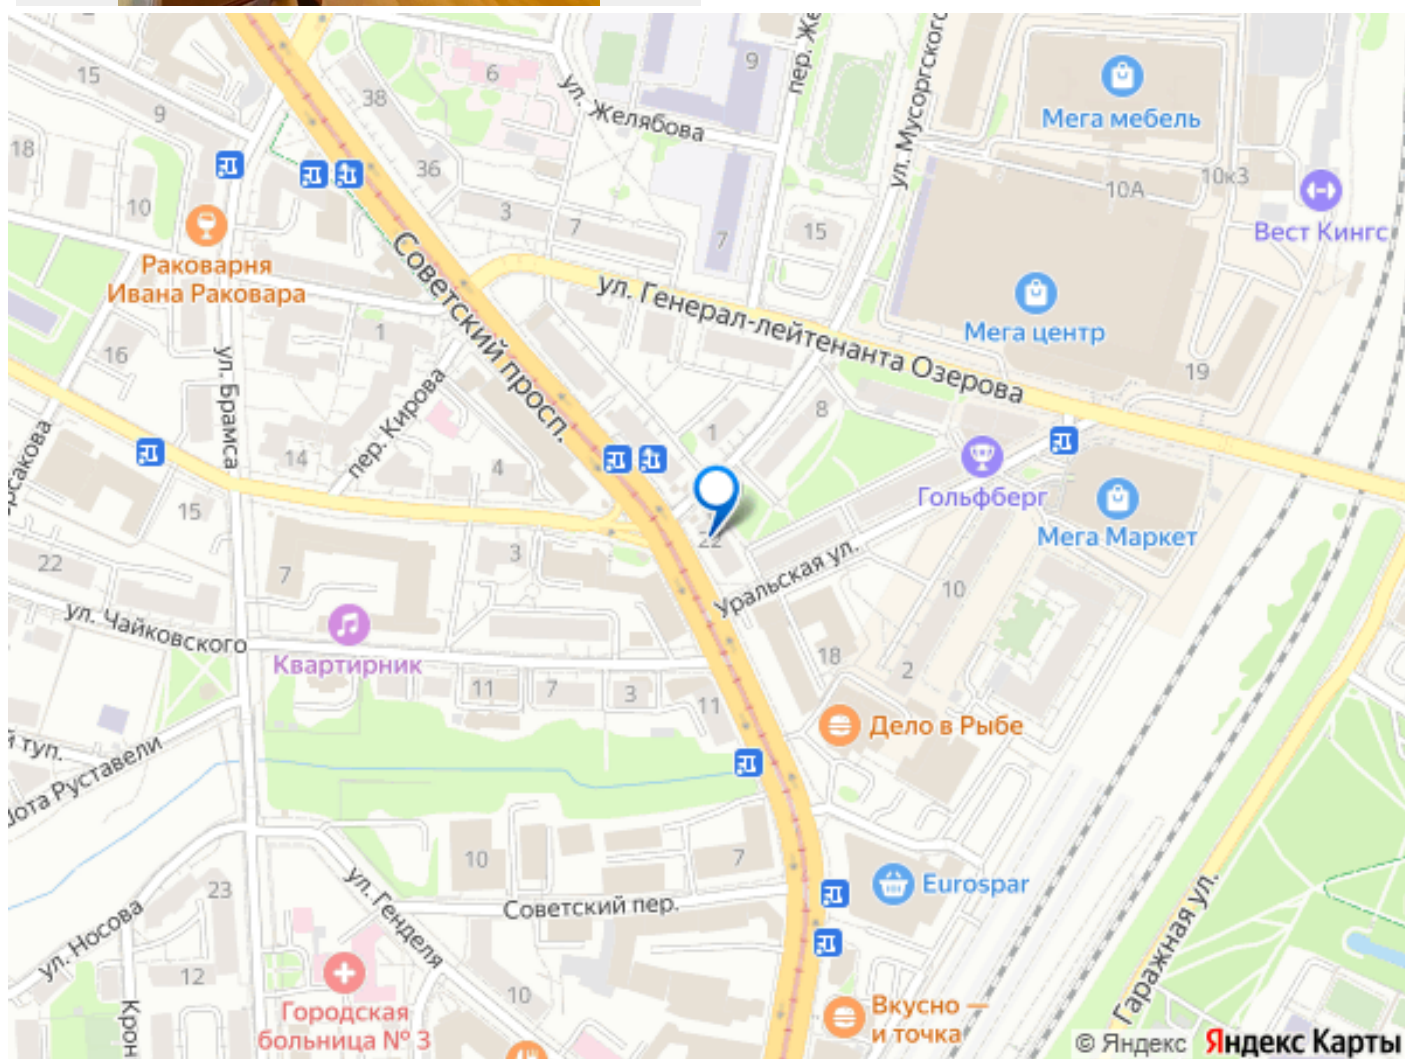 15
9
18
10
38
6
36
ул. Желябова
9
пер. Же
ул. Мусоргского
Мега мебель
10А
10к3
Вест Кингс
3
7
7
15
Раковарня
Ивана Раковара
Советский просп.
ул. Генерал-лейтенанта Озерова
Мега центр
19
16
1
ул. Брамса
пер. Кирова
14
4
1
8
Гольфберг
Мега Маркет
рсакова
15
22
7
3
22
Уральская ул.
10
ул. Чайковского
Квартирник
11
7
3
11
18
2
Дело в Рыбе
й туп.
Шота Руставели
10
7
Eurospar
23
ул. Носова
ул. Генделя
Советский пер.
12
10
Крон
Городская
больница № 3
Вкусно —
и точка
Гаражная ул.
© Яндекс Яндекс Карты